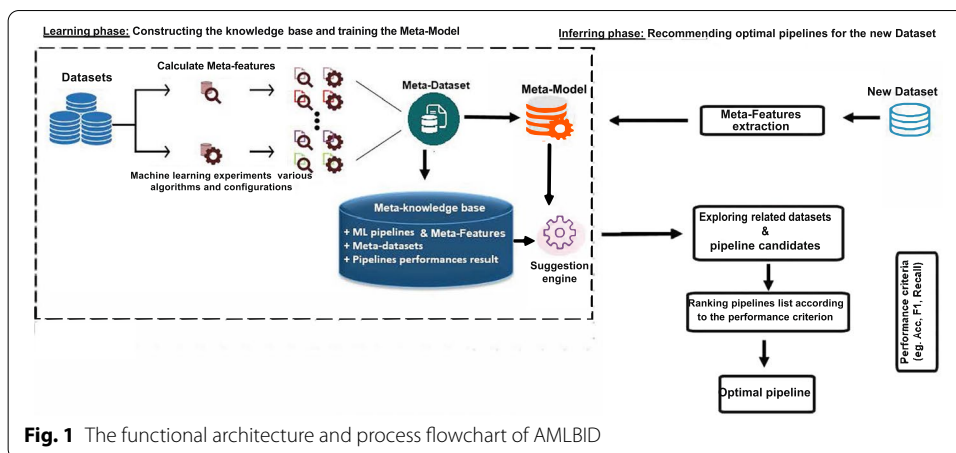 Learning phase: Constructing the knowledge base and training the Meta-Model
Inferring phase: Recommending optimal pipelines for the new Dataset
Datasets
Calculate Meta-features
Machine learning experiments various
algorithms and configurations
Meta-Dataset
Meta-Model
Meta-knowledge base
+ ML pipelines & Meta-Features
+ Meta-datasets
+ Pipelines performances result
Suggestion
engine
New Dataset
Meta-Features
extraction
Exploring related datasets
&
pipeline candidates
Ranking pipelines list according
to the performance criterion
Optimal pipeline
Performance criteria
(eg. Acc, F1, Recall)
Fig. 1 The functional architecture and process flowchart of AMLBID